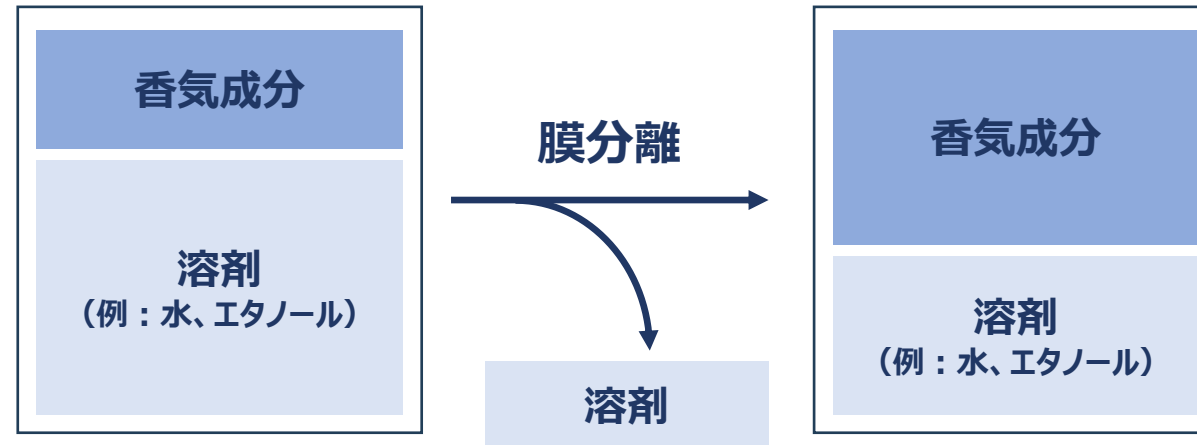 香気成分
溶剤
（例：水、エタノール）
膜分離
溶剤
香気成分
溶剤
（例：水、エタノール）